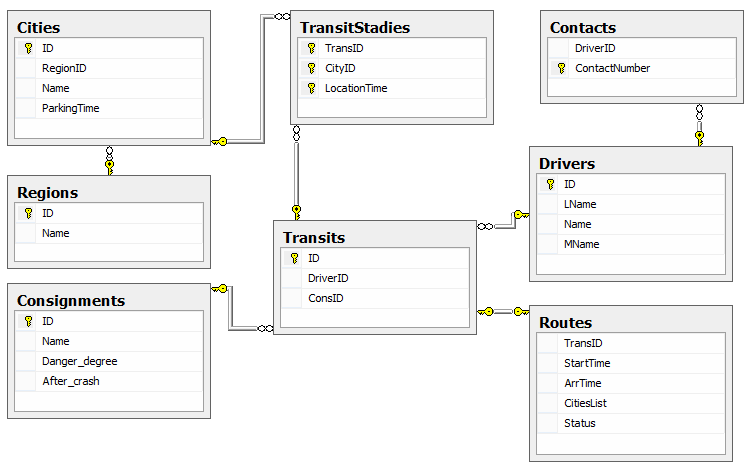 Cities
ID
RegionID
Name
ParkingTime
TransitStadies
TransID
CityID
LocationTime
Contacts
DriverID
ContactNumber
Regions
ID
Name
Drivers
ID
LName
Name
MName
Transits
ID
DriverID
ConsID
Consignments
ID
Name
Danger_degree
After_crash
Routes
TransID
StartTime
ArrTime
CitiesList
Status